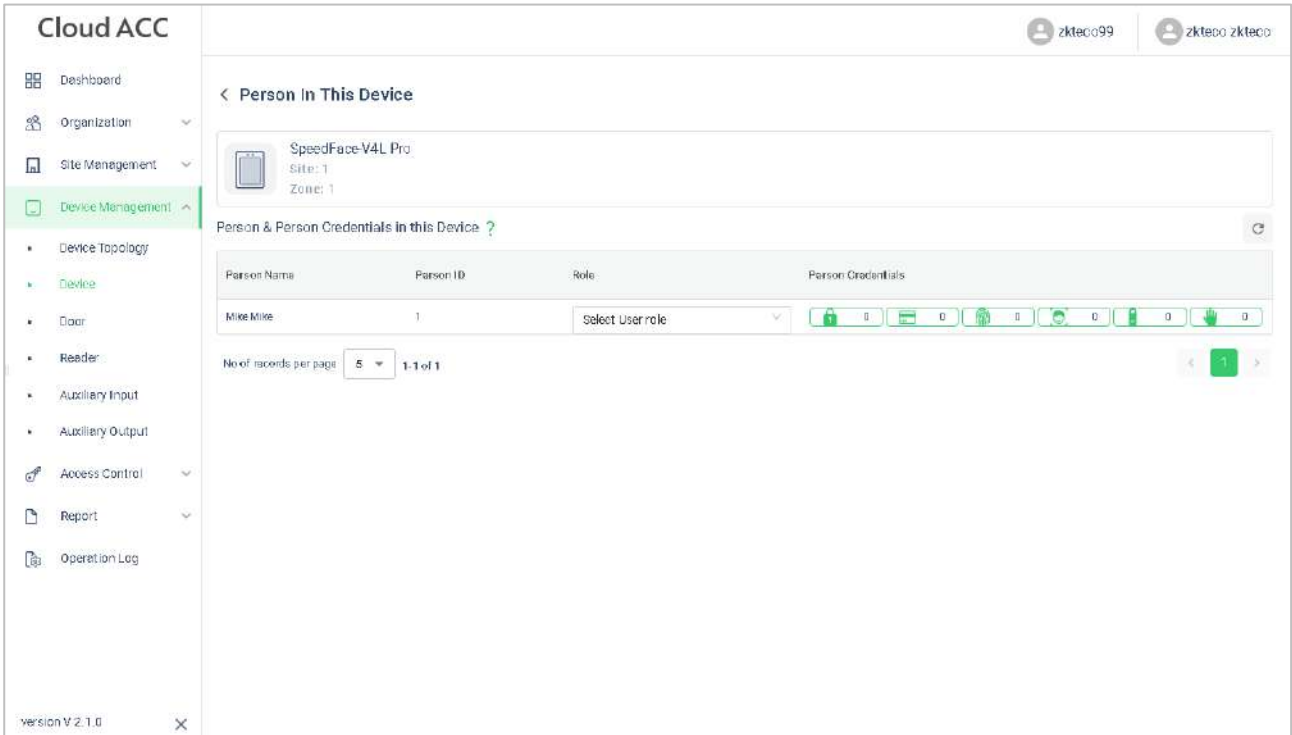 Cloud ACC
zkteco99
zkteco zkteco
Dashboard
Organization
Site Management
Device Management
Device Topology
Device
Door
Reader
Auxiliary Input
Auxiliary Output
Access Control
Report
Operation Log
version V 2.1.0
< Person In This Device
SpeedFace-V4L Pro
Site: 1
Zone: 1
Person & Person Credentials in this Device ?
Person Name Person ID Role Person Credentials
Mike Mike 1 Select User role 0 0 0 0 0 0
No of records per page 5 1-1 of 1 < 1 >